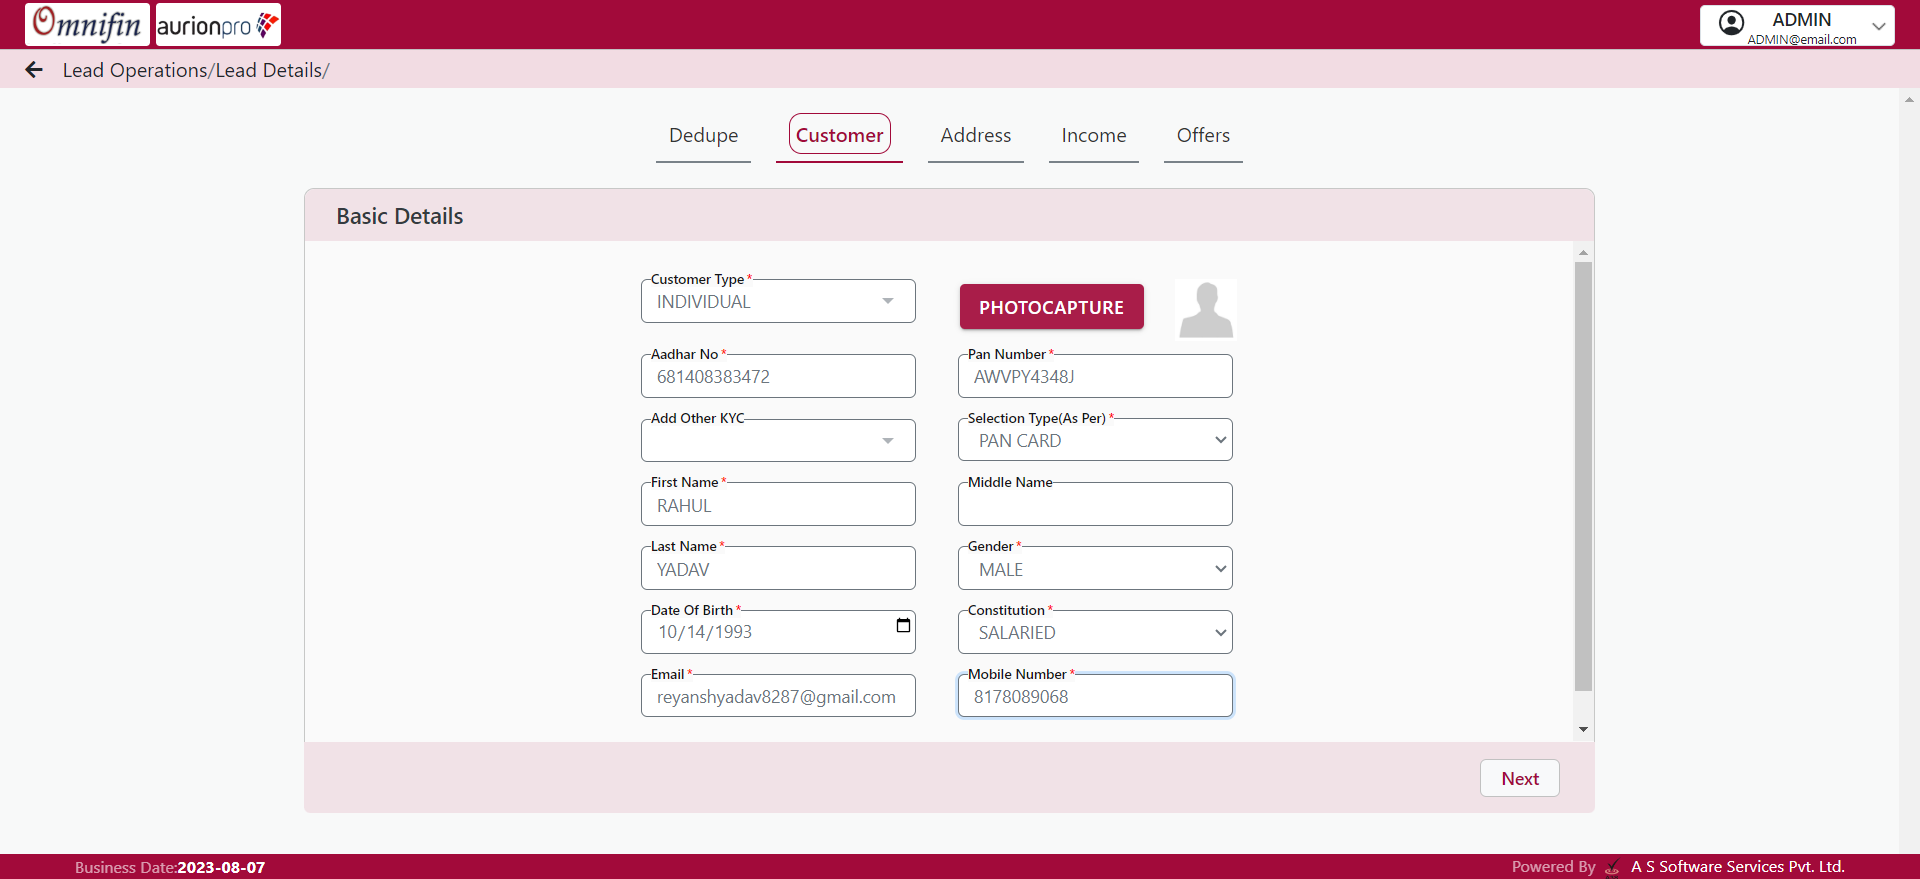 Omnifin aurionpro ADMIN
ADMIN@email.com
Lead Operations/Lead Details/
Dedupe Customer Address Income Offers
Basic Details
Customer Type *
INDIVIDUAL
PHOTOCAPTURE
Aadhar No * Pan Number *
681408383472 AWVPY4348J
Add Other KYC Selection Type(As Per) *
PAN CARD
First Name * Middle Name
RAHUL
Last Name * Gender *
YADAV MALE
Date Of Birth * Constitution *
10/14/1993 SALARIED
Email * Mobile Number *
reyanshyadav8287@gmail.com 8178089068
Next
Business Date:2023-08-07 Powered By A S Software Services Pvt. Ltd.